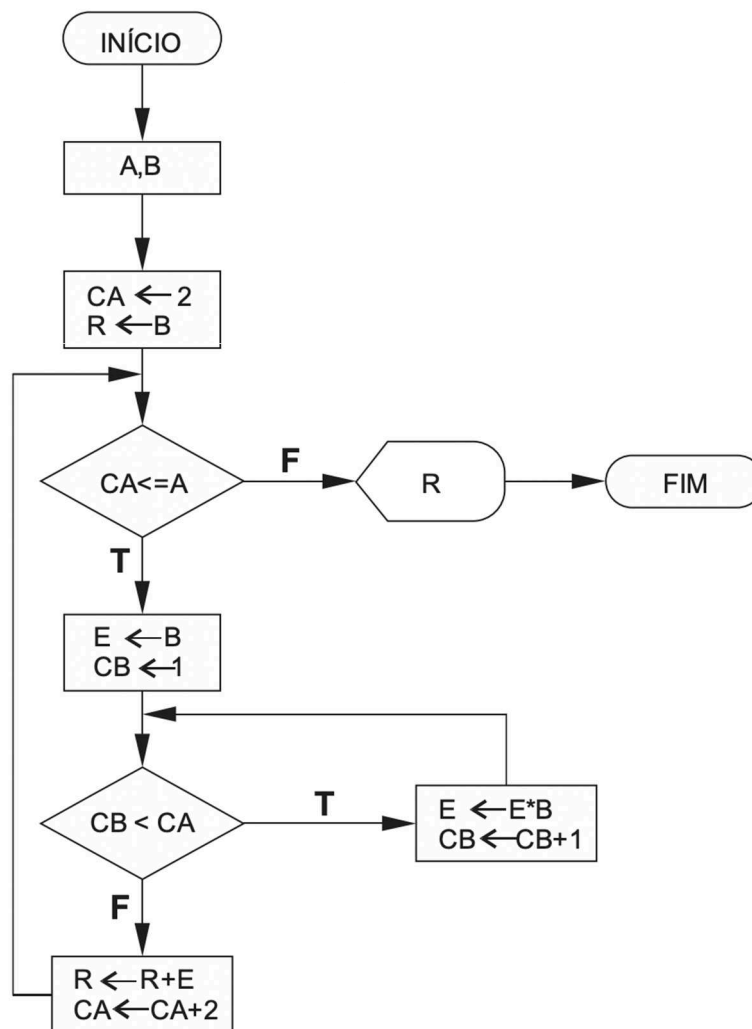 INÍCIO
A,B
CA ← 2
R ← B
CA<=A
F
R
FIM
T
E ← B
CB ← 1
CB < CA
T
E ← E*B
CB ← CB+1
F
R ← R+E
CA ← CA+2